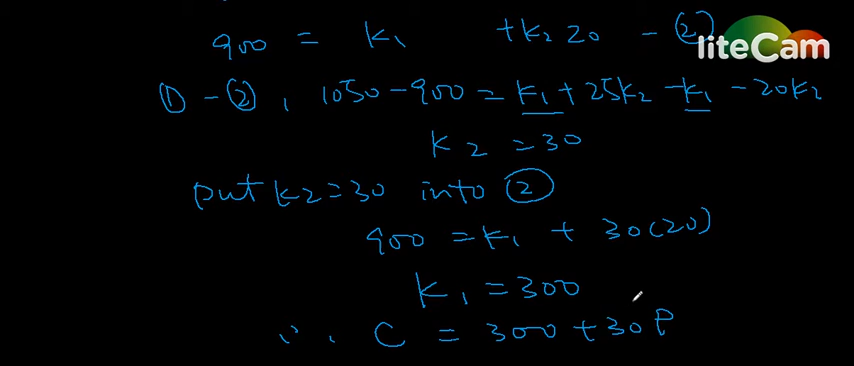 900 = k₁ + k₂ 20 - ②
liteCam
① - ②, 1050 - 900 = k₁ + 25k₂ - k₁ - 20k₂
k₂ = 30
put k₂ = 30 into ②
900 = k₁ + 30(20)
k₁ = 300
∴ C = 300 + 30P